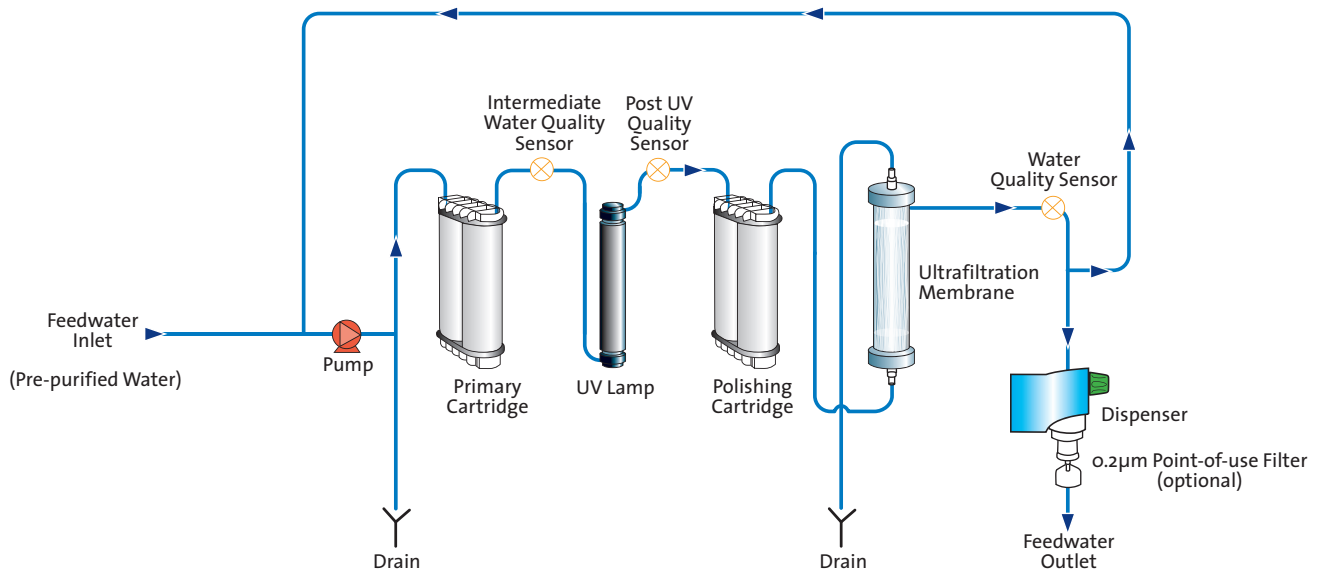 Intermediate
Water Quality
Sensor
Post UV
Quality
Sensor
Water
Quality Sensor
Ultrafiltration
Membrane
Feedwater
Inlet
(Pre-purified Water)
Pump
Primary
Cartridge
UV Lamp
Polishing
Cartridge
Dispenser
0.2µm Point-of-use Filter
(optional)
Drain
Drain
Feedwater
Outlet